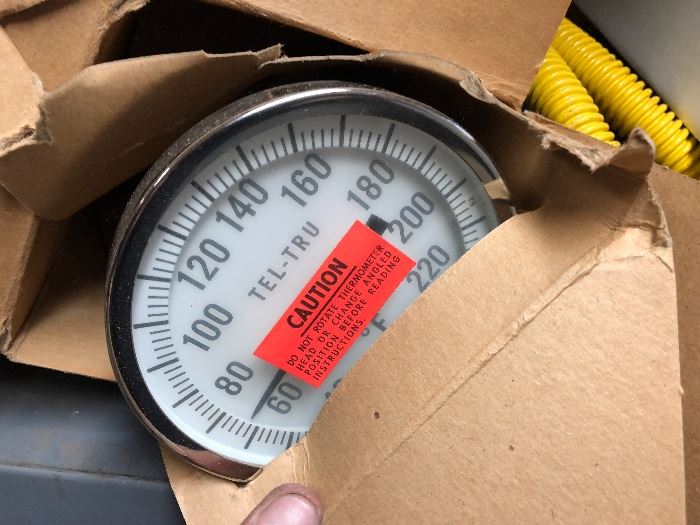 60
80
100
120
140
160
180
200
220
TEL-TRU
°F
CAUTION
DO NOT ROTATE THERMOMETER
HEAD OR CHANGE ANGLED
POSITION BEFORE READING
INSTRUCTIONS.